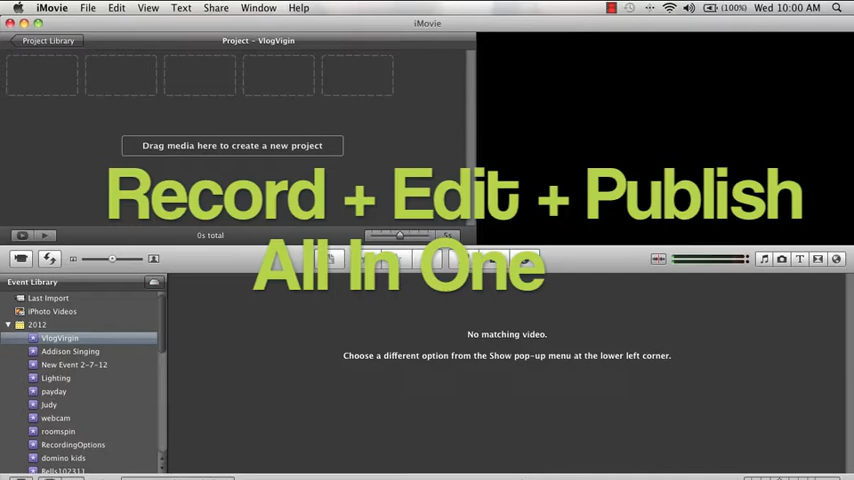 iMovie File Edit View Text Share Window Help (100%) Wed 10:00 AM
iMovie
Project Library Project - VlogVigin
Drag media here to create a new project
Record + Edit + Publish
0s total
All In One
Event Library
Last Import
iPhoto Videos
2012
VlogVirgin
Addison Singing
New Event 2-7-12
Lighting
payday
Judy
webcam
roomspin
RecordingOptions
domino kids
Bells102311
No matching video.
Choose a different option from the Show pop-up menu at the lower left corner.